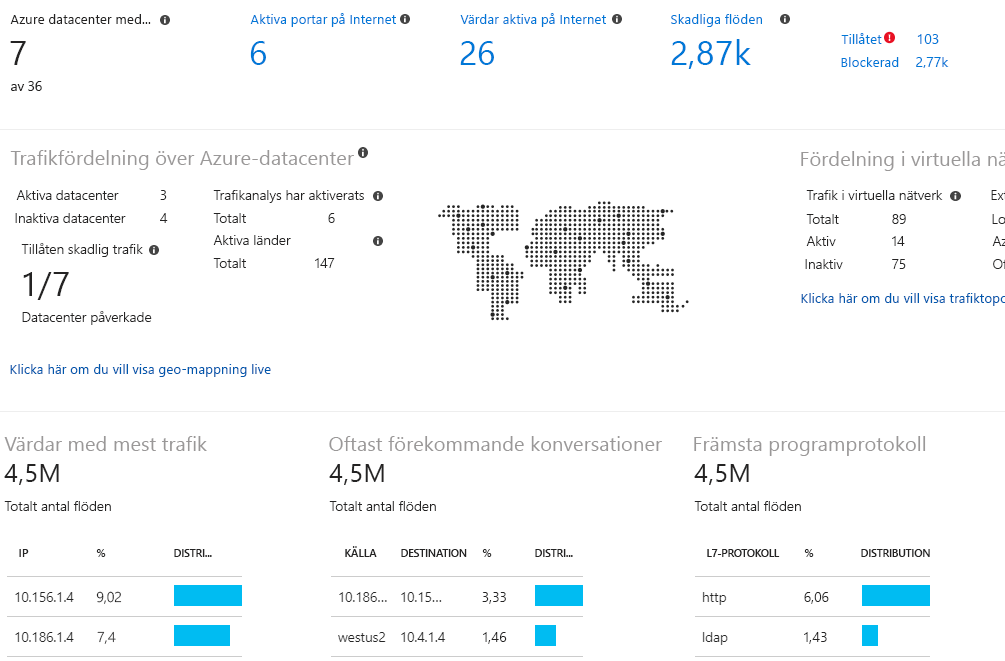 Azure datacenter med...
7
av 36
Aktiva portar på Internet
6
Värdar aktiva på Internet
26
Skadliga flöden
2,87k
Tillåtet 103
Blockerad 2,77k
Trafikfördelning över Azure-datacenter
Aktiva datacenter 3
Inaktiva datacenter 4
Tillåten skadlig trafik
1/7
Datacenter påverkade
Trafikanalys har aktiverats
Totalt 6
Aktiva länder
Totalt 147
Klicka här om du vill visa geo-mappning live
Fördelning i virtuella nä
Trafik i virtuella nätverk Ex
Totalt 89 Lo
Aktiv 14 Az
Inaktiv 75 Of
Klicka här om du vill visa trafiktopo
Värdar med mest trafik
4,5M
Totalt antal flöden
IP % DISTRI...
10.156.1.4 9,02
10.186.1.4 7,4
Oftast förekommande konversationer
4,5M
Totalt antal flöden
KÄLLA DESTINATION % DISTRI...
10.186... 10.15... 3,33
westus2 10.4.1.4 1,46
Främsta programprotokoll
4,5M
Totalt antal flöden
L7-PROTOKOLL % DISTRIBUTION
http 6,06
ldap 1,43